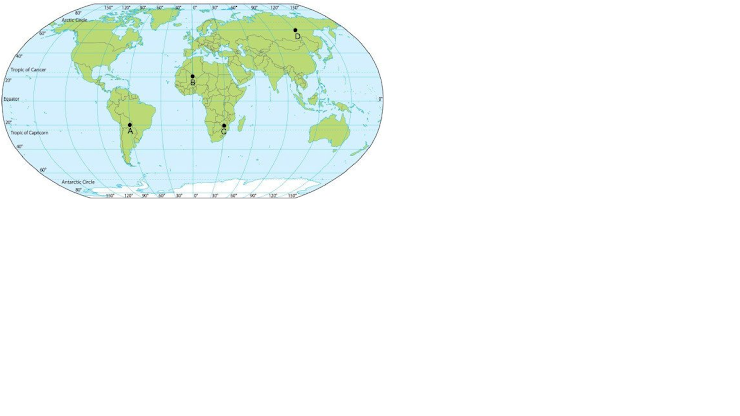 150° 120° 90° 60° 30° 0° 30° 60° 90° 120° 150°
80°
Arctic Circle
60°
D
40°
Tropic of Cancer
20°
B
Equator
0°
20°
A
C
Tropic of Capricorn
40°
60°
Antarctic Circle
80°
150° 120° 90° 60° 30° 0° 30° 60° 90° 120° 150°